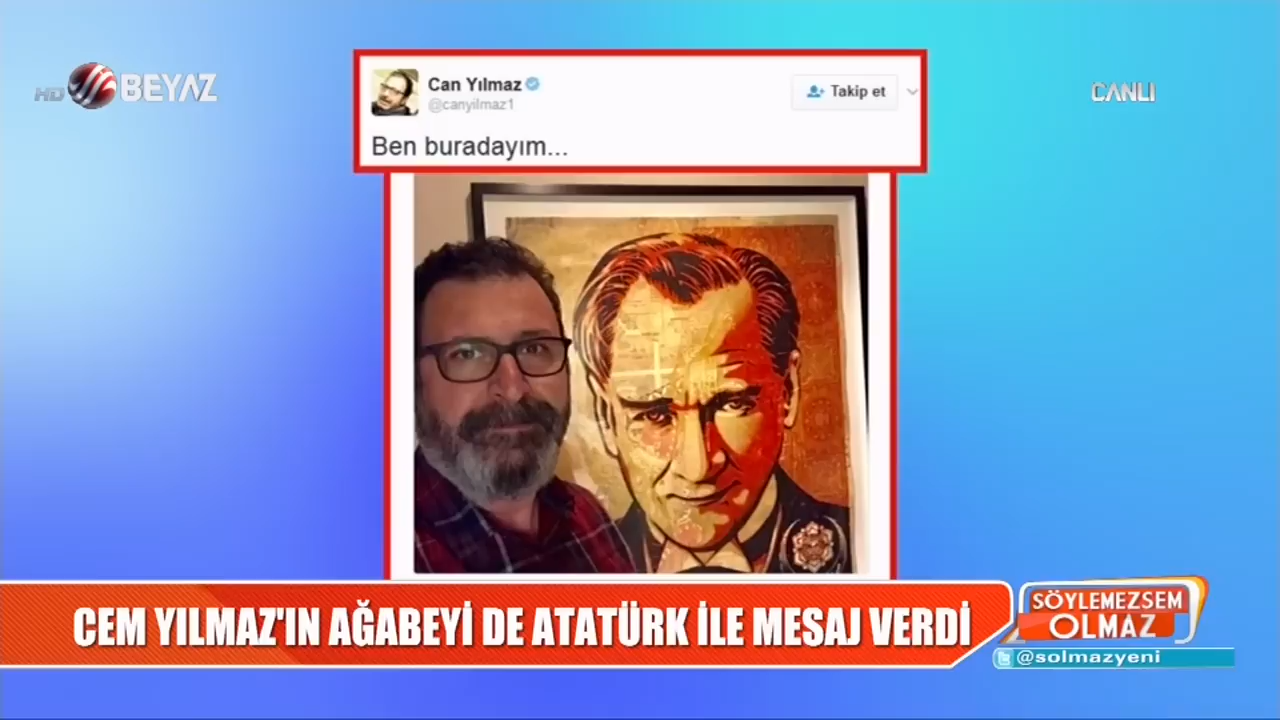 HD BEYAZ
CANLI
Can Yılmaz
@canyilmaz1
Takip et
Ben buradayım...
CEM YILMAZ'IN AĞABEYİ DE ATATÜRK İLE MESAJ VERDİ
SÖYLEMEZSEM
OLMAZ
@solmazyeni